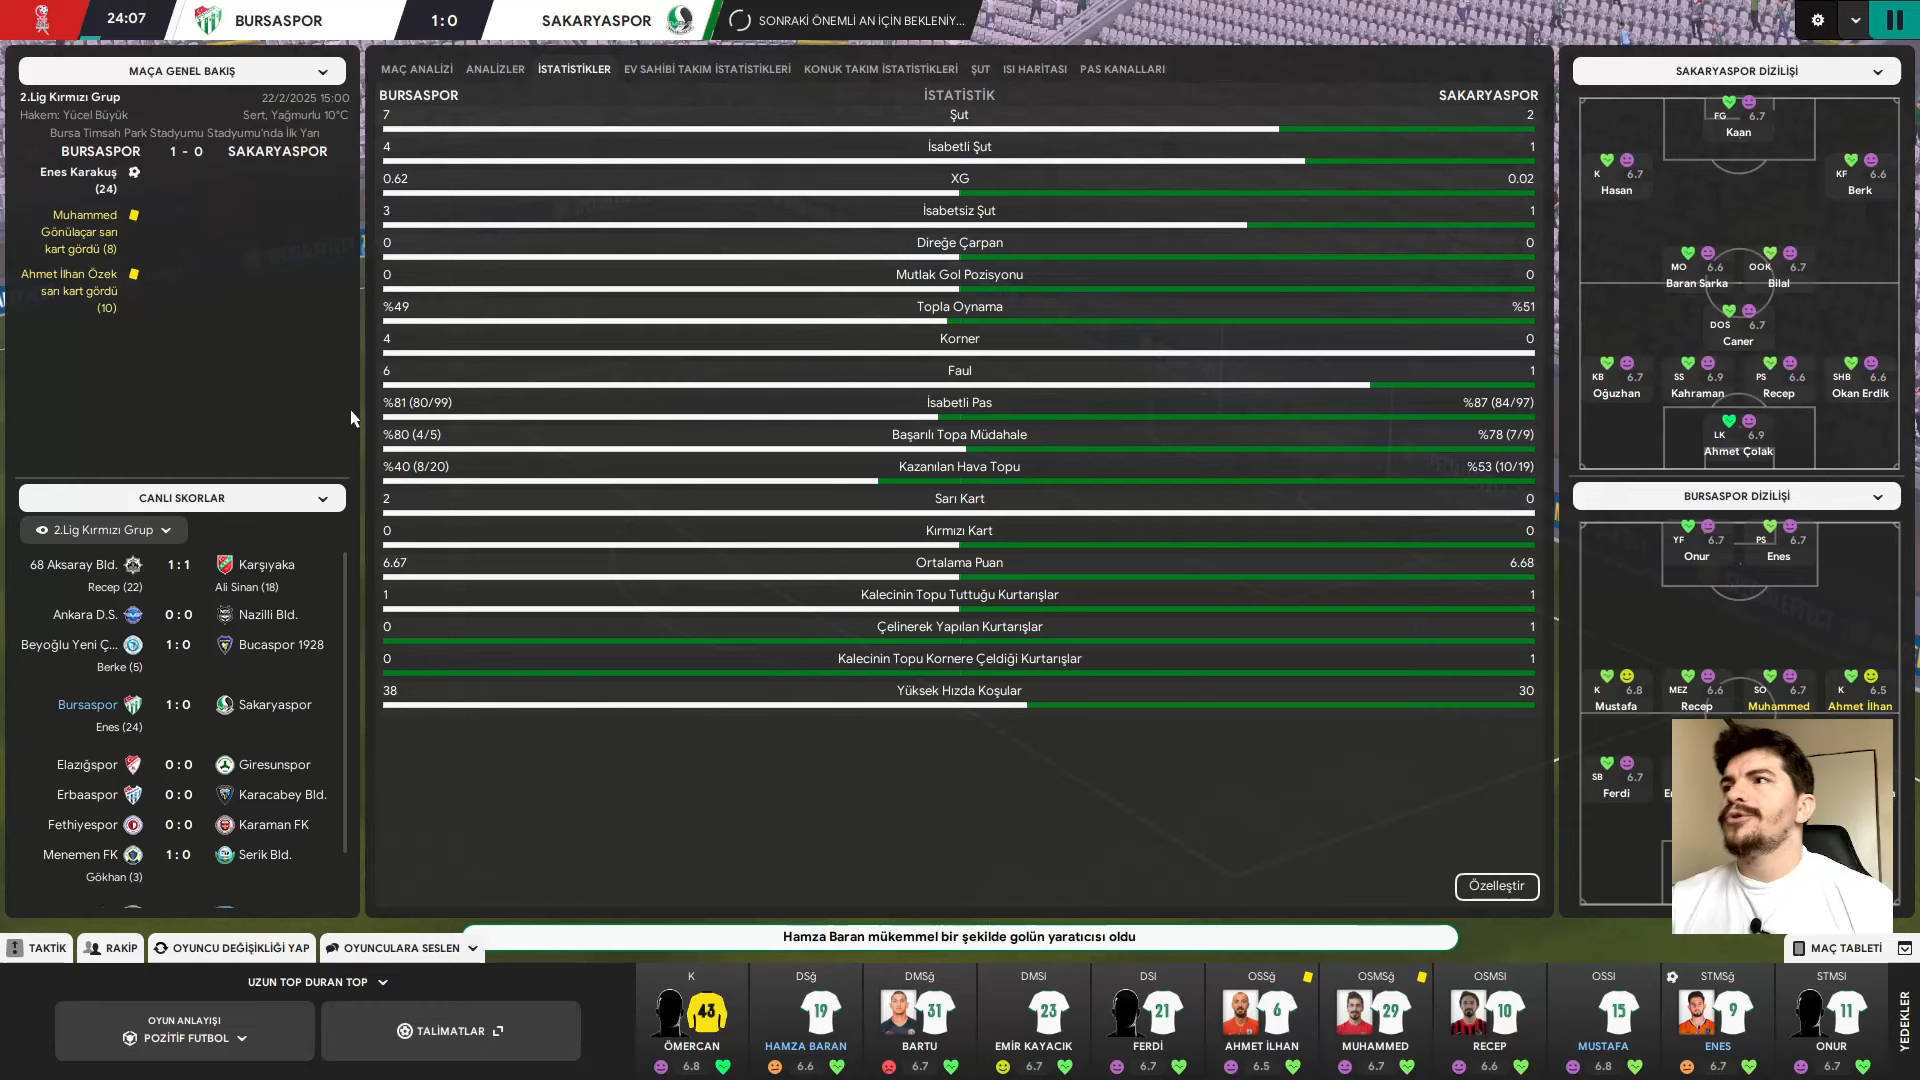 24:07
BURSASPOR
1:0
SAKARYASPOR
SONRAKİ ÖNEMLİ AN İÇİN BEKLENİY...
MAÇA GENEL BAKIŞ
2.Lig Kırmızı Grup
22/2/2025 15:00
Hakem: Yücel Büyük
Sert, Yağmurlu 10°C
Bursa Timsah Park Stadyumu Stadyumu'nda İlk Yarı
BURSASPOR 1 - 0 SAKARYASPOR
Enes Karakuş
(24)
Muhammed
Gönülaçar sarı
kart gördü (8)
Ahmet İlhan Özek
sarı kart gördü
(10)
CANLI SKORLAR
2.Lig Kırmızı Grup
68 Aksaray Bld. 1:1 Karşıyaka
Recep (22) Ali Sinan (18)
Ankara D.S. 0:0 Nazilli Bld.
Beyoğlu Yeni Ç... 1:0 Bucaspor 1928
Berke (5)
Bursaspor 1:0 Sakaryaspor
Enes (24)
Elazığspor 0:0 Giresunspor
Erbaaspor 0:0 Karacabey Bld.
Fethiyespor 0:0 Karaman FK
Menemen FK 1:0 Serik Bld.
Gökhan (3)
MAÇ ANALİZİ ANALİZLER İSTATİSTİKLER EV SAHİBİ TAKIM İSTATİSTİKLERİ KONUK TAKIM İSTATİSTİKLERİ ŞUT ISI HARİTASI PAS KANALLARI
BURSASPOR İSTATİSTİK SAKARYASPOR
7 Şut 2
4 İsabetli Şut 1
0.62 XG 0.02
3 İsabetsiz Şut 1
0 Direğe Çarpan 0
0 Mutlak Gol Pozisyonu 0
%49 Topla Oynama %51
4 Korner 0
6 Faul 1
%81 (80/99) İsabetli Pas %87 (84/97)
%80 (4/5) Başarılı Topa Müdahale %78 (7/9)
%40 (8/20) Kazanılan Hava Topu %53 (10/19)
2 Sarı Kart 0
0 Kırmızı Kart 0
6.67 Ortalama Puan 6.68
1 Kalecinin Topu Tuttuğu Kurtarışlar 1
0 Çelinerek Yapılan Kurtarışlar 1
0 Kalecinin Topu Kornere Çeldiği Kurtarışlar 1
38 Yüksek Hızda Koşular 30
Özelleştir
SAKARYASPOR DİZİLİŞİ
FG 6.7
Kaan
K 6.7
Hasan
KF 6.6
Berk
MO 6.6
Baran Sarka
OOK 6.7
Bilal
DOS 6.7
Caner
KB 6.7
Oğuzhan
SS 6.9
Kahraman
PS 6.6
Recep
SHB 6.6
Okan Erdik
LK 6.9
Ahmet Çolak
BURSASPOR DİZİLİŞİ
YF 6.7
Onur
PS 6.7
Enes
K 6.8
Mustafa
MEZ 6.6
Recep
SO 6.7
Muhammed
K 6.5
Ahmet İlhan
SB 6.7
Ferdi
Hamza Baran mükemmel bir şekilde golün yaratıcısı oldu
TAKTİK
RAKİP
OYUNCU DEĞİŞİKLİĞİ YAP
OYUNCULARA SESLEN
MAÇ TABLETİ
UZUN TOP DURAN TOP
OYUN ANLAYIŞI
POZİTİF FUTBOL
TALİMATLAR
K
43
ÖMERCAN
6.8
DSğ
19
HAMZA BARAN
6.6
DMSğ
31
BARTU
6.7
DMSl
23
EMİR KAYACIK
6.7
DSl
21
FERDİ
6.7
OSSğ
6
AHMET İLHAN
6.5
OSMSğ
29
MUHAMMED
6.7
OSMSl
10
RECEP
6.6
OSSl
15
MUSTAFA
6.8
STMSğ
9
ENES
6.7
STMSl
11
ONUR
6.7
YEDEKLER